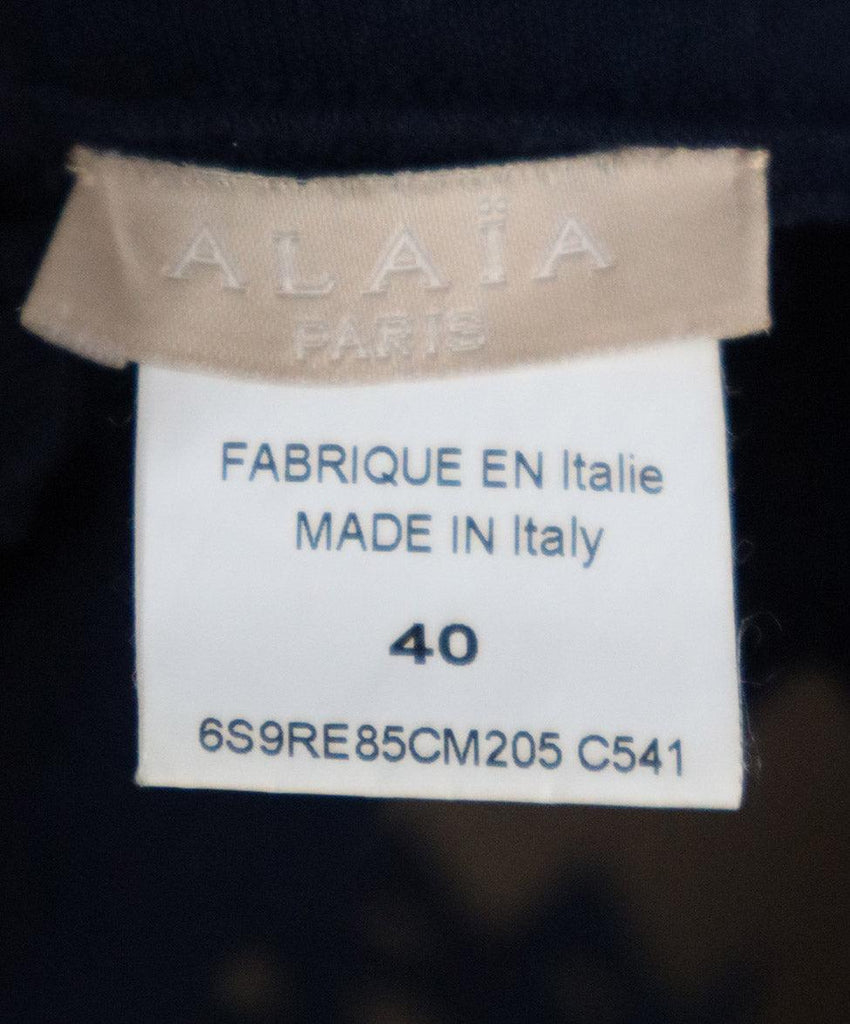 ALAÏA
PARIS
FABRIQUE EN Italie
MADE IN Italy
40
6S9RE85CM205 C541